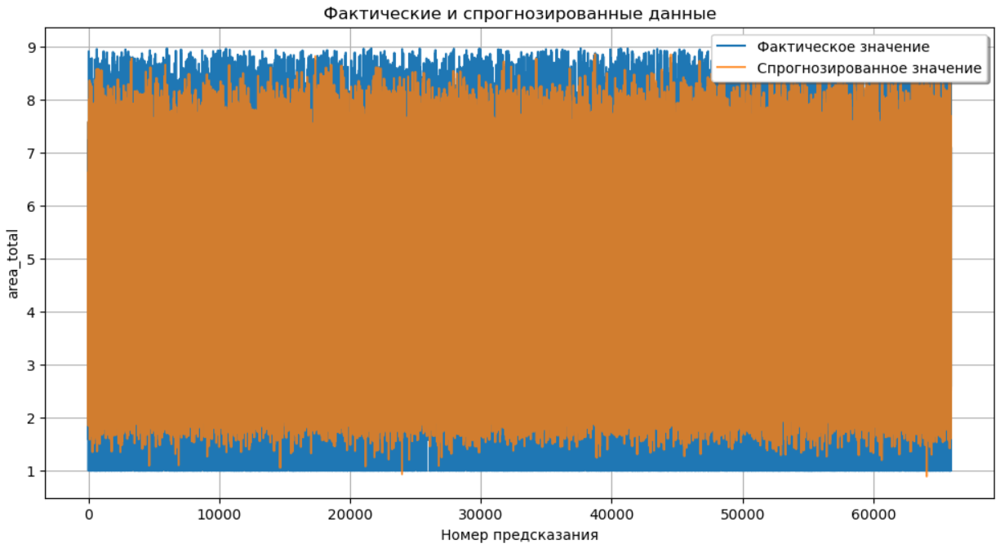 Фактические и спрогнозированные данные
Фактическое значение
Спрогнозированное значение
area_total
9
8
7
6
5
4
3
2
1
0 10000 20000 30000 40000 50000 60000
Номер предсказания